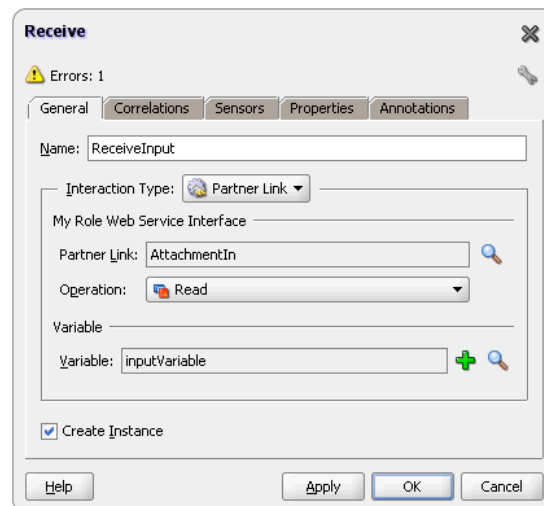 Receive
Errors: 1
General Correlations Sensors Properties Annotations
Name: ReceiveInput
Interaction Type: Partner Link
My Role Web Service Interface
Partner Link: AttachmentIn
Operation: Read
Variable
Variable: inputVariable
Create Instance
Help Apply OK Cancel